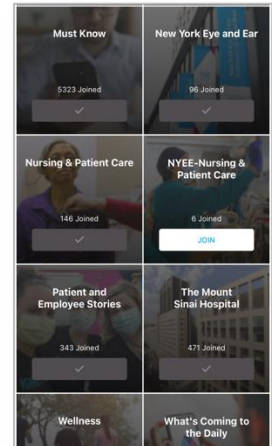 Must Know
5323 Joined
New York Eye and Ear
96 Joined
Nursing & Patient Care
146 Joined
NYEE-Nursing &
Patient Care
6 Joined
JOIN
Patient and
Employee Stories
343 Joined
The Mount
Sinai Hospital
471 Joined
Wellness
What's Coming to
the Daily